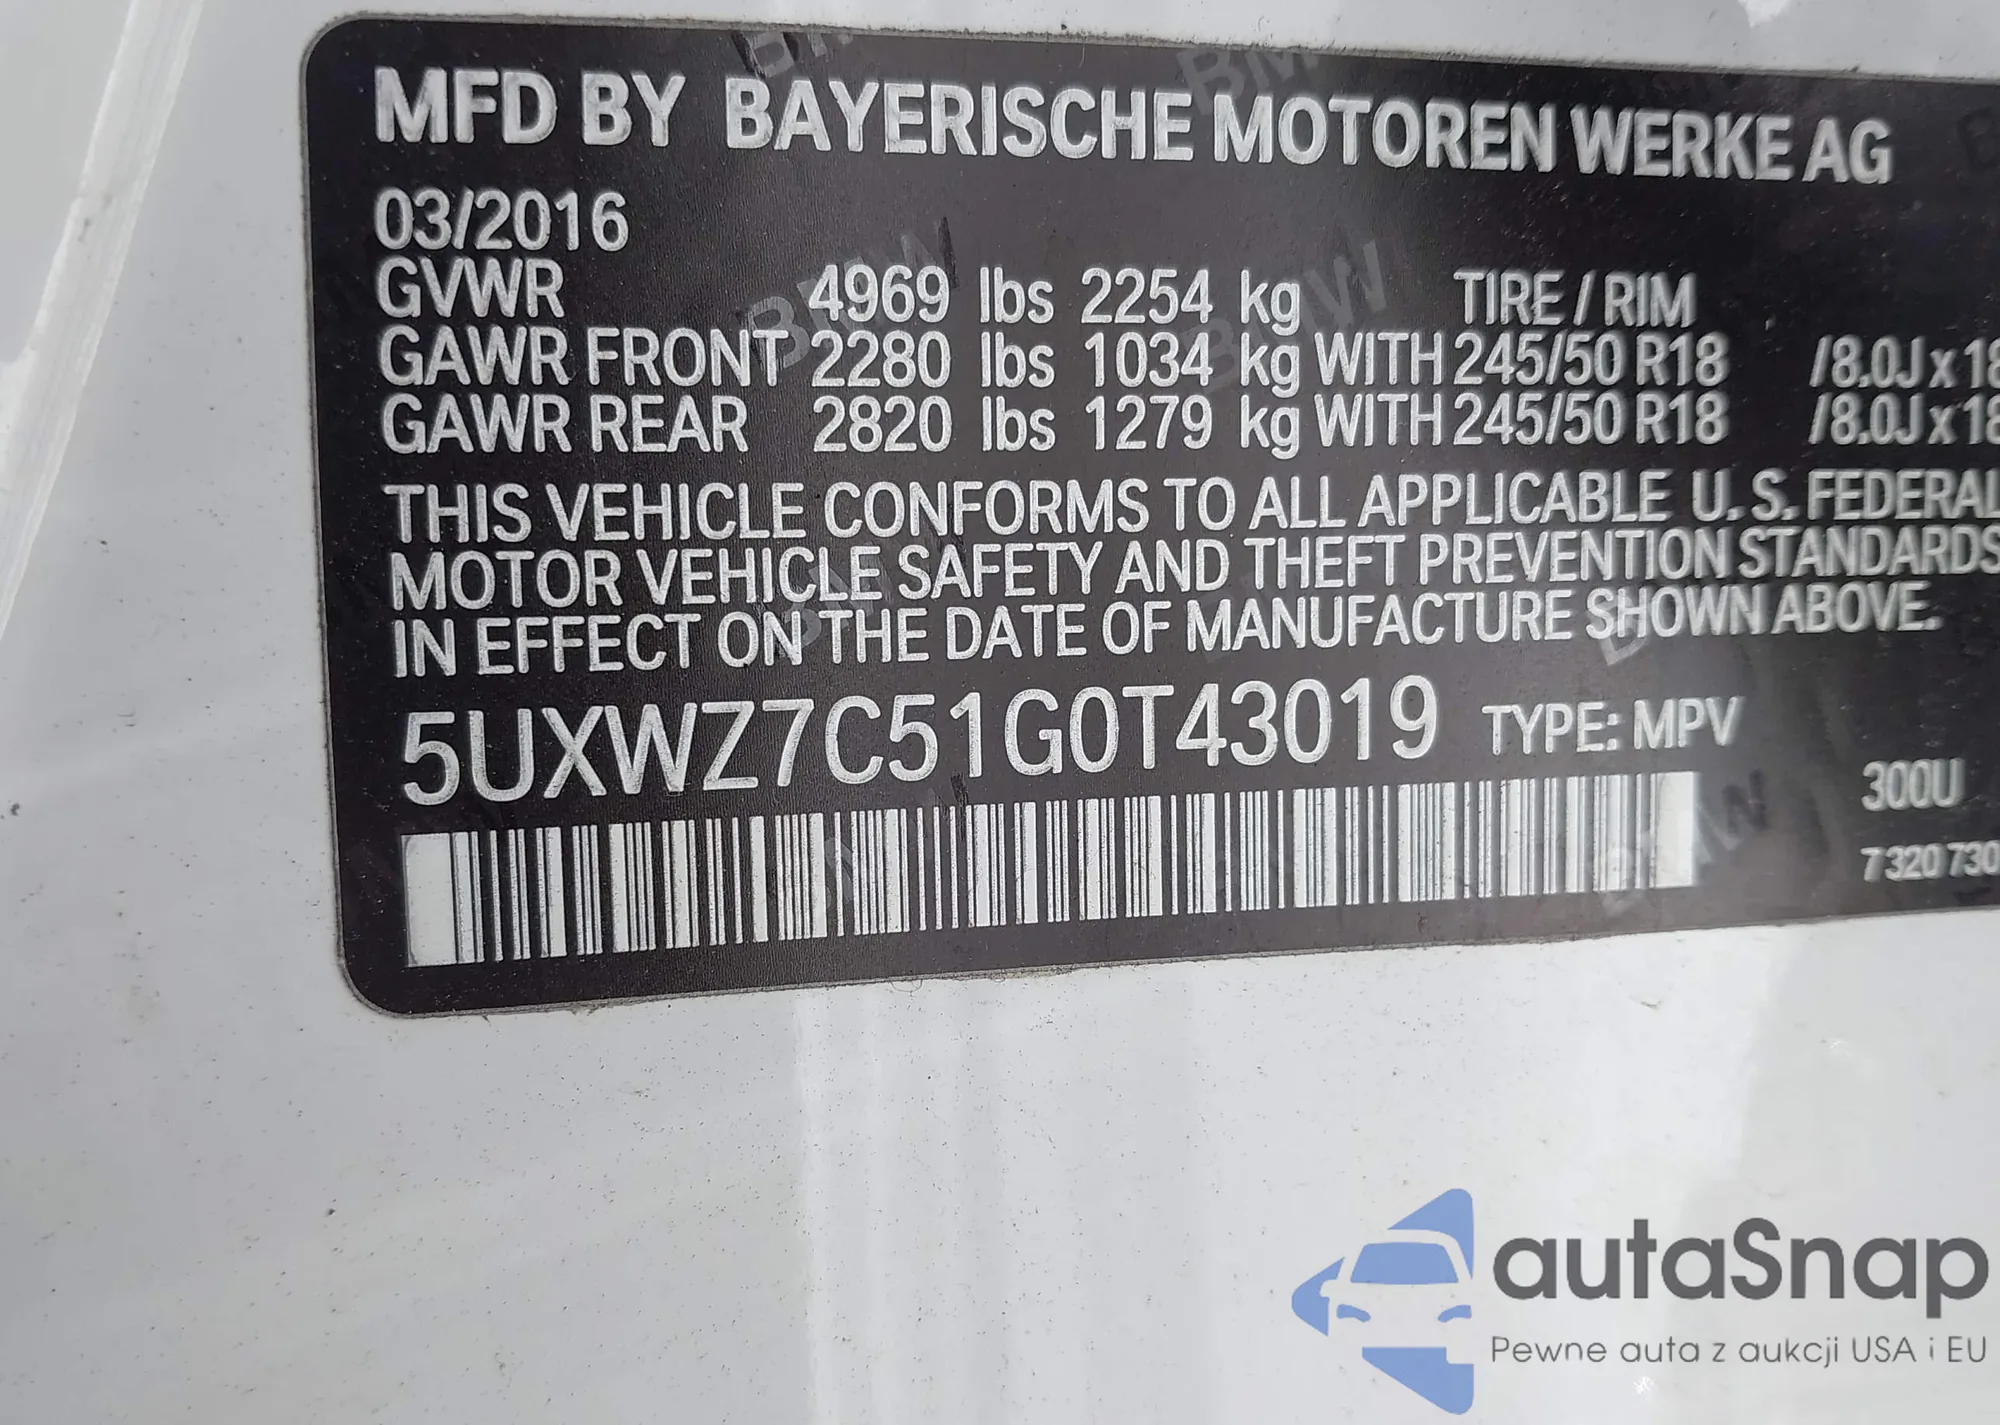 MFD BY BAYERISCHE MOTOREN WERKE AG
03/2016
GVWR 4969 lbs 2254 kg TIRE / RIM
GAWR FRONT 2280 lbs 1034 kg WITH 245/50 R18 /8.0J x 18
GAWR REAR 2820 lbs 1279 kg WITH 245/50 R18 /8.0J x 18
THIS VEHICLE CONFORMS TO ALL APPLICABLE U. S. FEDERAL
MOTOR VEHICLE SAFETY AND THEFT PREVENTION STANDARDS
IN EFFECT ON THE DATE OF MANUFACTURE SHOWN ABOVE.
5UXWZ7C51G0T43019 TYPE: MPV
300U
7 320 730
autaSnap
Pewne auta z aukcji USA i EU